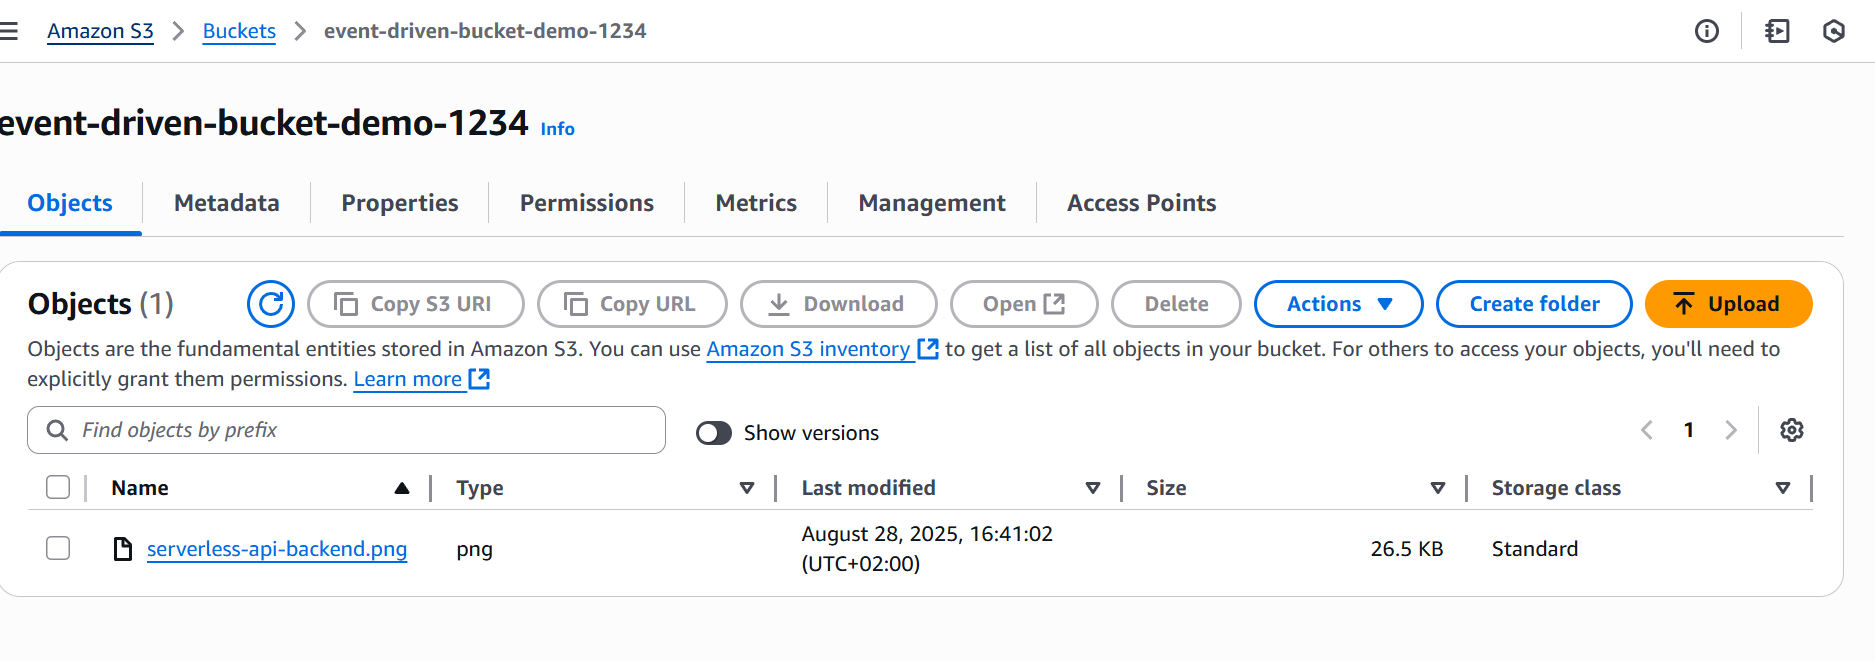 Amazon S3 > Buckets > event-driven-bucket-demo-1234
event-driven-bucket-demo-1234 Info
Objects Metadata Properties Permissions Metrics Management Access Points
Objects (1) Copy S3 URI Copy URL Download Open Delete Actions Create folder Upload
Objects are the fundamental entities stored in Amazon S3. You can use Amazon S3 inventory to get a list of all objects in your bucket. For others to access your objects, you'll need to
explicitly grant them permissions. Learn more
Find objects by prefix Show versions 1
Name Type Last modified Size Storage class
serverless-api-backend.png png August 28, 2025, 16:41:02 26.5 KB Standard
(UTC+02:00)